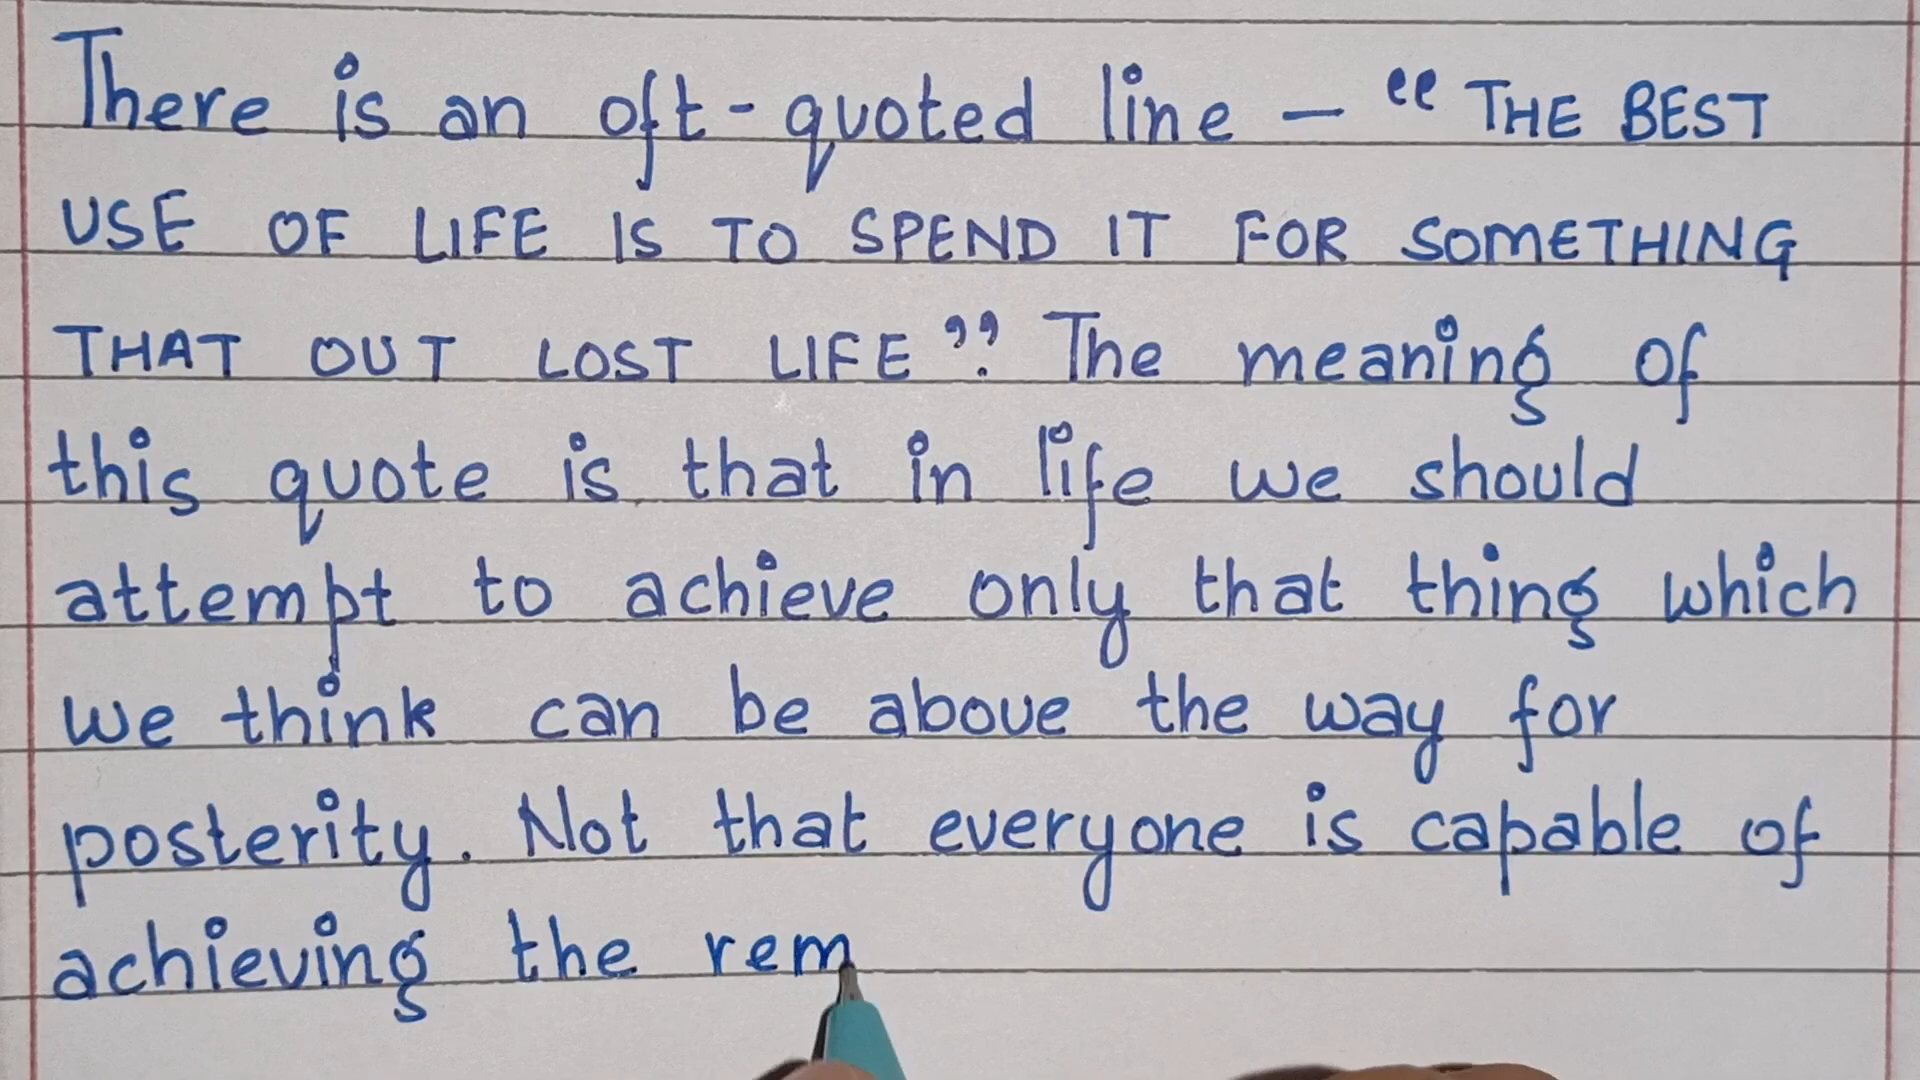 There is an oft-quoted line – "THE BEST
USE OF LIFE IS TO SPEND IT FOR SOMETHING
THAT OUT LOST LIFE". The meaning of
this quote is that in life we should
attempt to achieve only that thing which
we think can be above the way for
posterity. Not that everyone is capable of
achieving the rem